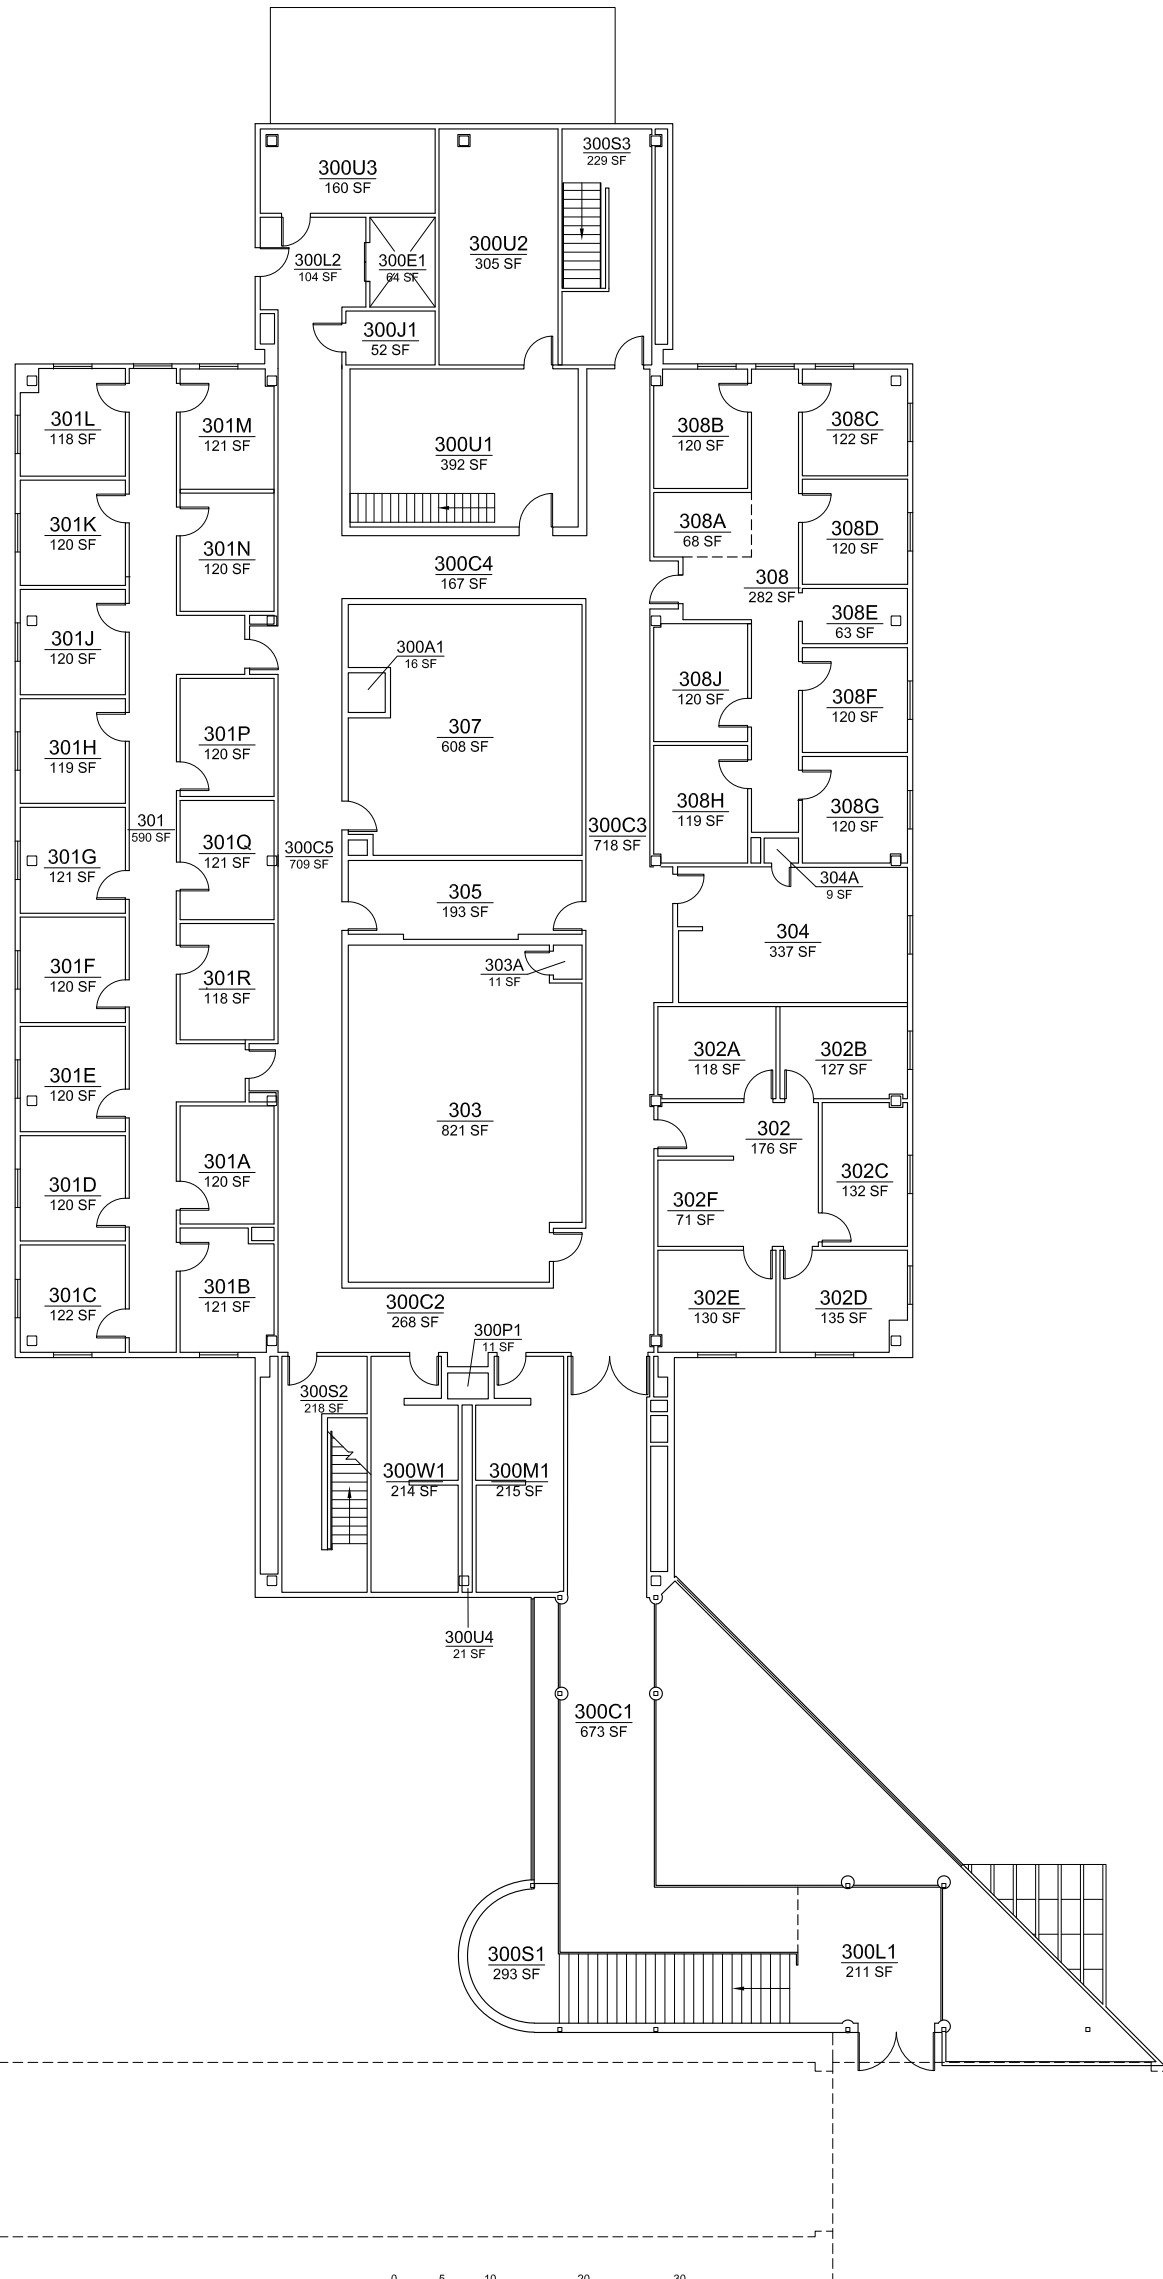 300S3
229 SF
300U3
160 SF
300U2
305 SF
300L2
104 SF
300E1
64 SF
300J1
52 SF
301L
118 SF
301M
121 SF
300U1
392 SF
308B
120 SF
308C
122 SF
301K
120 SF
301N
120 SF
308A
68 SF
308D
120 SF
300C4
167 SF
308
282 SF
308E
63 SF
301J
120 SF
300A1
16 SF
308J
120 SF
308F
120 SF
301H
119 SF
301P
120 SF
307
608 SF
308H
119 SF
308G
120 SF
301
590 SF
301G
121 SF
301Q
121 SF
300C5
709 SF
300C3
718 SF
305
193 SF
304A
9 SF
304
337 SF
301F
120 SF
301R
118 SF
303A
11 SF
301E
120 SF
302A
118 SF
302B
127 SF
303
821 SF
302
176 SF
301D
120 SF
301A
120 SF
302C
132 SF
302F
71 SF
301C
122 SF
301B
121 SF
300C2
268 SF
302E
130 SF
302D
135 SF
300P1
11 SF
300S2
218 SF
300W1
214 SF
300M1
215 SF
300U4
21 SF
300C1
673 SF
300S1
293 SF
300L1
211 SF
0 5 10 20 30